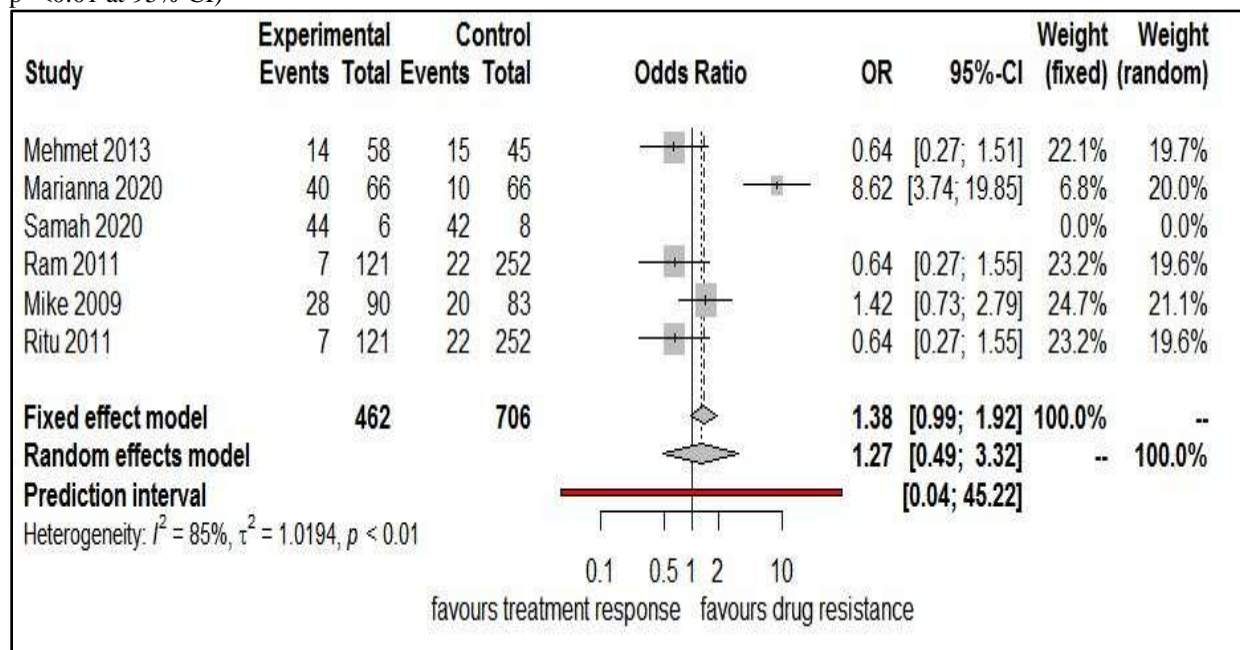 p <0.01 at 95% CI)
Experimental Control Weight Weight
Study Events Total Events Total Odds Ratio OR 95%-CI (fixed) (random)
Mehmet 2013 14 58 15 45 0.64 [0.27; 1.51] 22.1% 19.7%
Marianna 2020 40 66 10 66 8.62 [3.74; 19.85] 6.8% 20.0%
Samah 2020 44 6 42 8 0.0% 0.0%
Ram 2011 7 121 22 252 0.64 [0.27; 1.55] 23.2% 19.6%
Mike 2009 28 90 20 83 1.42 [0.73; 2.79] 24.7% 21.1%
Ritu 2011 7 121 22 252 0.64 [0.27; 1.55] 23.2% 19.6%
Fixed effect model 462 706 1.38 [0.99; 1.92] 100.0% --
Random effects model 1.27 [0.49; 3.32] -- 100.0%
Prediction interval [0.04; 45.22]
Heterogeneity: I² = 85%, τ² = 1.0194, p < 0.01
0.1 0.5 1 2 10
favours treatment response favours drug resistance